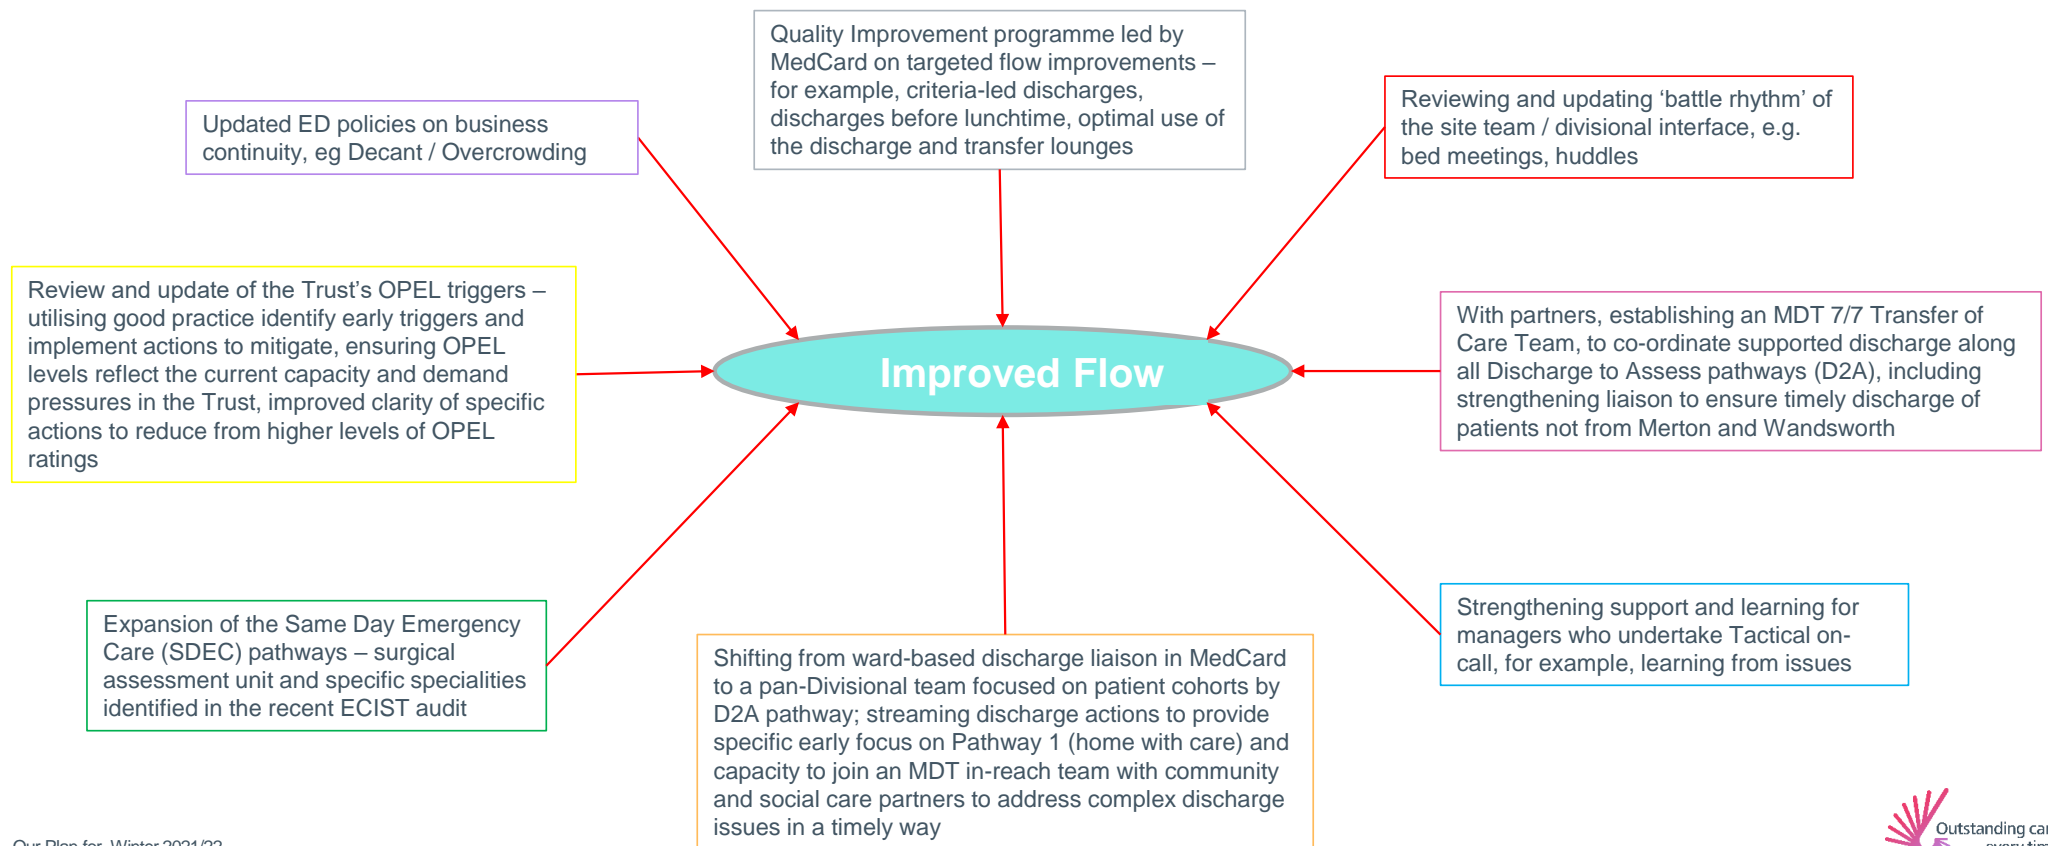 Quality Improvement programme led by
MedCard on targeted flow improvements –
for example, criteria-led discharges,
discharges before lunchtime, optimal use of
the discharge and transfer lounges
Updated ED policies on business
continuity, eg Decant / Overcrowding
Reviewing and updating ‘battle rhythm’ of
the site team / divisional interface, e.g.
bed meetings, huddles
Review and update of the Trust’s OPEL triggers –
utilising good practice identify early triggers and
implement actions to mitigate, ensuring OPEL
levels reflect the current capacity and demand
pressures in the Trust, improved clarity of specific
actions to reduce from higher levels of OPEL
ratings
Improved Flow
With partners, establishing an MDT 7/7 Transfer of
Care Team, to co-ordinate supported discharge along
all Discharge to Assess pathways (D2A), including
strengthening liaison to ensure timely discharge of
patients not from Merton and Wandsworth
Expansion of the Same Day Emergency
Care (SDEC) pathways – surgical
assessment unit and specific specialities
identified in the recent ECIST audit
Shifting from ward-based discharge liaison in MedCard
to a pan-Divisional team focused on patient cohorts by
D2A pathway; streaming discharge actions to provide
specific early focus on Pathway 1 (home with care) and
capacity to join an MDT in-reach team with community
and social care partners to address complex discharge
issues in a timely way
Strengthening support and learning for
managers who undertake Tactical on-
call, for example, learning from issues
Our Plan for Winter 2021/22
Outstanding car
every tim